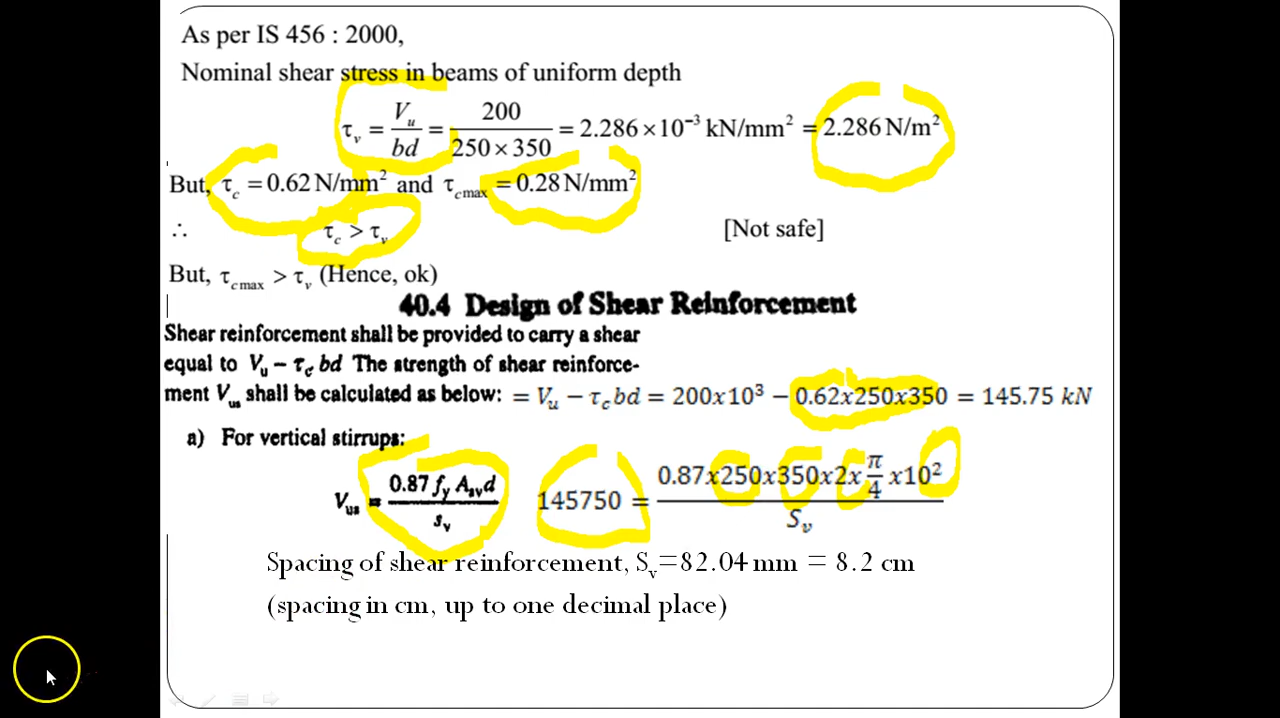 As per IS 456 : 2000,
Nominal shear stress in beams of uniform depth
τᵥ = Vᵤ/bd = 200/(250 × 350) = 2.286 × 10⁻³ kN/mm² = 2.286 N/m²
But, τc = 0.62 N/mm² and τcmax = 0.28 N/mm²
∴ τc > τᵥ [Not safe]
But, τcmax > τᵥ (Hence, ok)
40.4 Design of Shear Reinforcement
Shear reinforcement shall be provided to carry a shear
equal to Vᵤ − τc bd The strength of shear reinforce-
ment Vus shall be calculated as below: = Vᵤ − τc bd = 200x10³ − 0.62x250x350 = 145.75 kN
a) For vertical stirrups:
Vus = 0.87 fy Asv d / sv 145750 = 0.87x250x350x2x π/4 x10² / Sv
Spacing of shear reinforcement, Sv=82.04 mm = 8.2 cm
(spacing in cm, up to one decimal place)